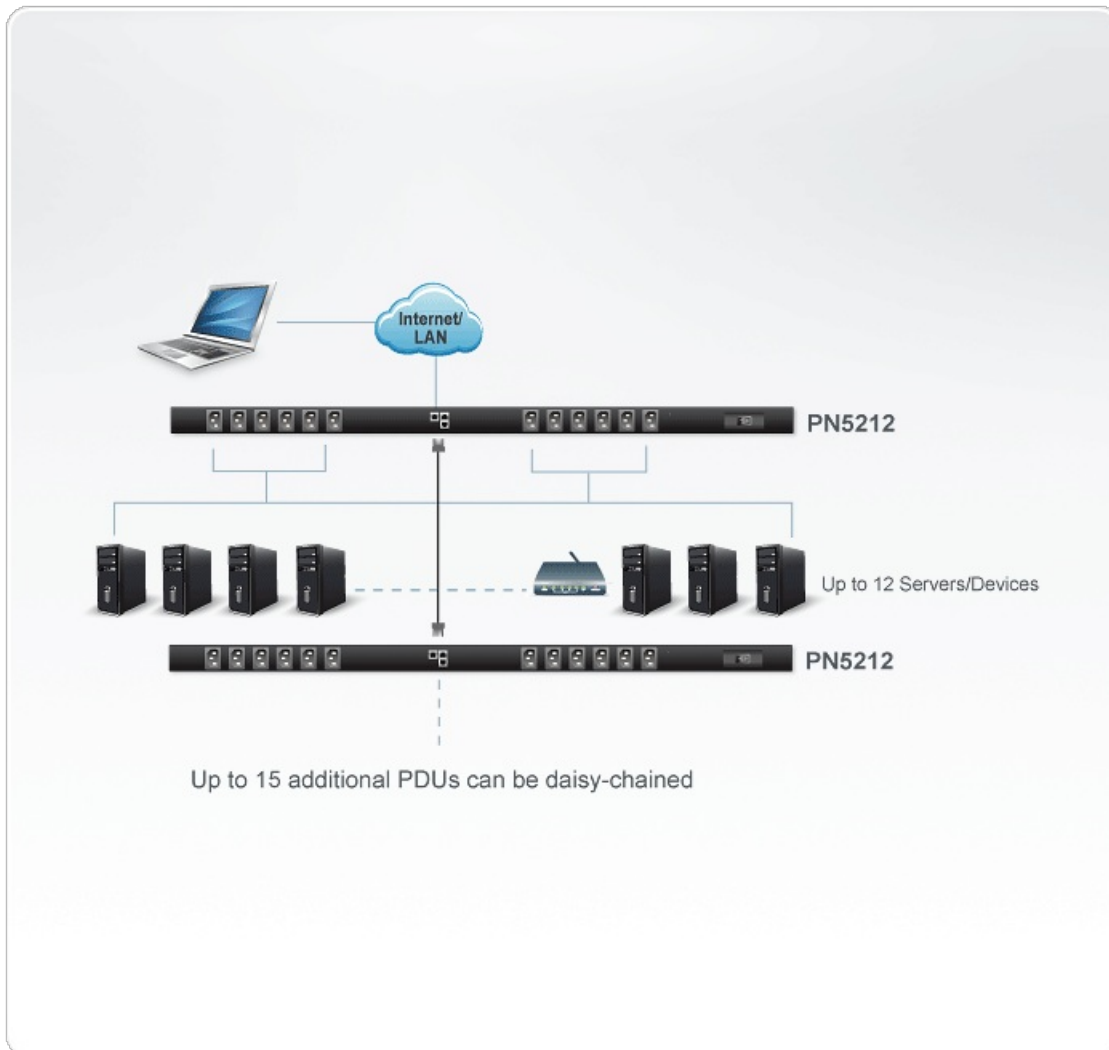 Internet/
LAN
PN5212
Up to 12 Servers/Devices
PN5212
Up to 15 additional PDUs can be daisy-chained